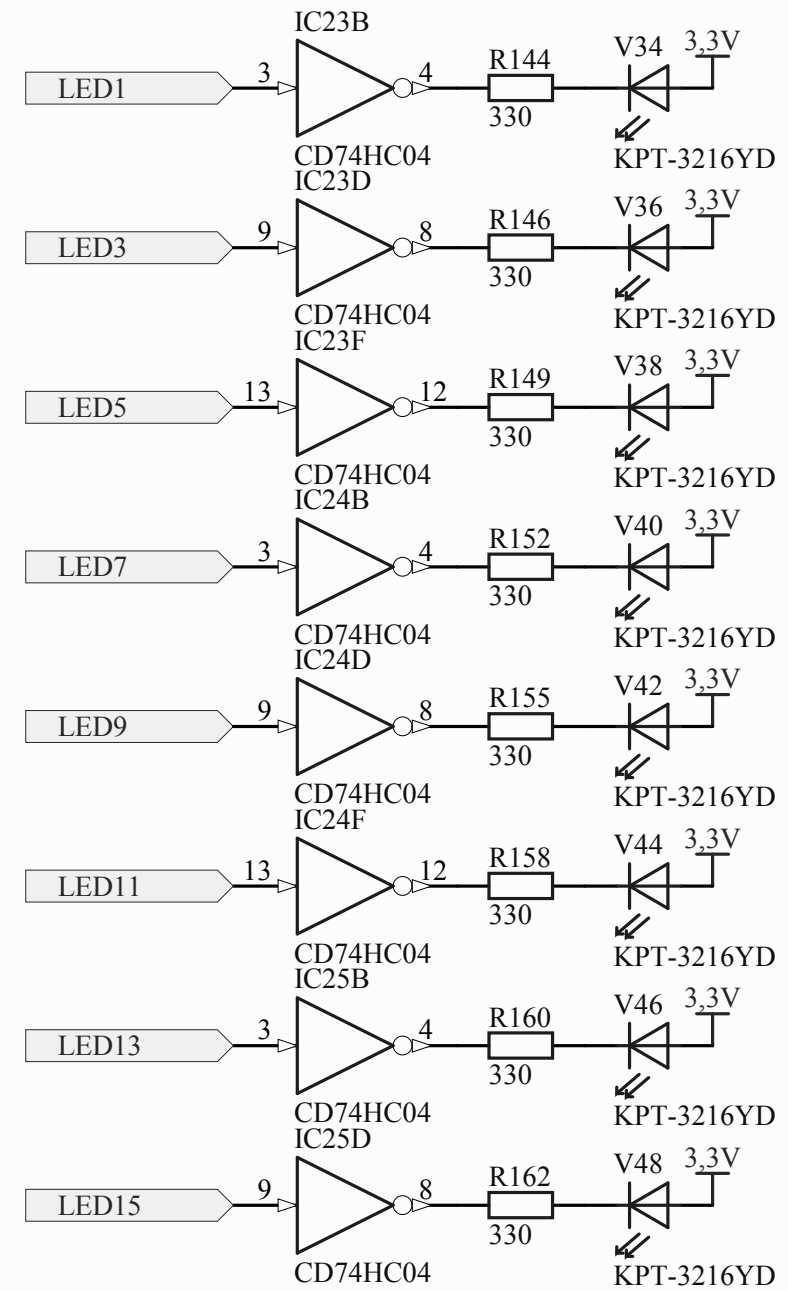 IC23B
LED1 3 4 R144 330 V34 3,3V
CD74HC04 KPT-3216YD
IC23D
LED3 9 8 R146 330 V36 3,3V
CD74HC04 KPT-3216YD
IC23F
LED5 13 12 R149 330 V38 3,3V
CD74HC04 KPT-3216YD
IC24B
LED7 3 4 R152 330 V40 3,3V
CD74HC04 KPT-3216YD
IC24D
LED9 9 8 R155 330 V42 3,3V
CD74HC04 KPT-3216YD
IC24F
LED11 13 12 R158 330 V44 3,3V
CD74HC04 KPT-3216YD
IC25B
LED13 3 4 R160 330 V46 3,3V
CD74HC04 KPT-3216YD
IC25D
LED15 9 8 R162 330 V48 3,3V
CD74HC04 KPT-3216YD